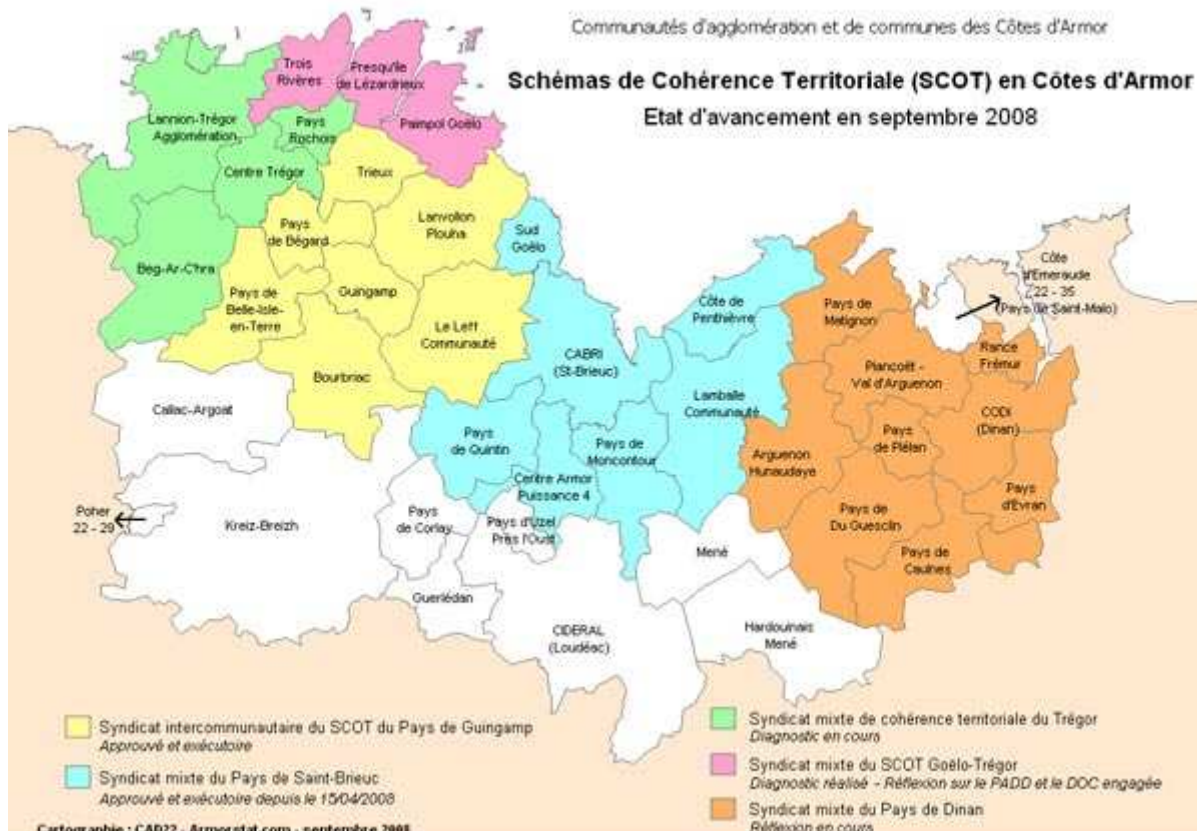 Communautés d'agglomération et de communes des Côtes d'Armor
Schémas de Cohérence Territoriale (SCOT) en Côtes d'Armor
Etat d'avancement en septembre 2008
Trois
Rivères
Presqu'île
de Lézardrieux
Paimpol Goëlo
Lannion-Trégor
Agglomération
Pays
Rochois
Centre Trégor
Trieux
Lanvollon
Plouha
Pays
de Bégard
Sud
Goëlo
Beg-Ar-C'hra
Pays de
Belle-Isle-
en-Terre
Guingamp
Le Leff
Communauté
Bourbriac
Côte de
Penthièvre
Pays de
Matignon
Côte
d'Emeraude
22 - 35
(Pays de Saint-Malo)
Rance
Frémur
CABRI
(St-Brieuc)
Plancoët -
Val d'Arguenon
Lamballe
Communauté
CODI
(Dinan)
Pays
de Plélan
Callac-Argoat
Pays
de Quintin
Pays de
Moncontour
Arguenon
Hunaudaye
Centre Armor
Puissance 4
Pays
d'Evran
Poher
22 - 29
Kreiz-Breizh
Pays
de Corlay
Pays d'Uzel
Près l'Oust
Pays de
Du Guesclin
Mené
Pays de
Caulnes
Guerlédan
CIDERAL
(Loudéac)
Hardouinais
Mené
Syndicat intercommunautaire du SCOT du Pays de Guingamp
Approuvé et exécutoire
Syndicat mixte du Pays de Saint-Brieuc
Approuvé et exécutoire depuis le 15/04/2008
Syndicat mixte de cohérence territoriale du Trégor
Diagnostic en cours
Syndicat mixte du SCOT Goëlo-Trégor
Diagnostic réalisé - Réflexion sur le PADD et le DOC engagée
Syndicat mixte du Pays de Dinan
Réflexion en cours
Cartographie : CAD22 - Armorstat.com - septembre 2008